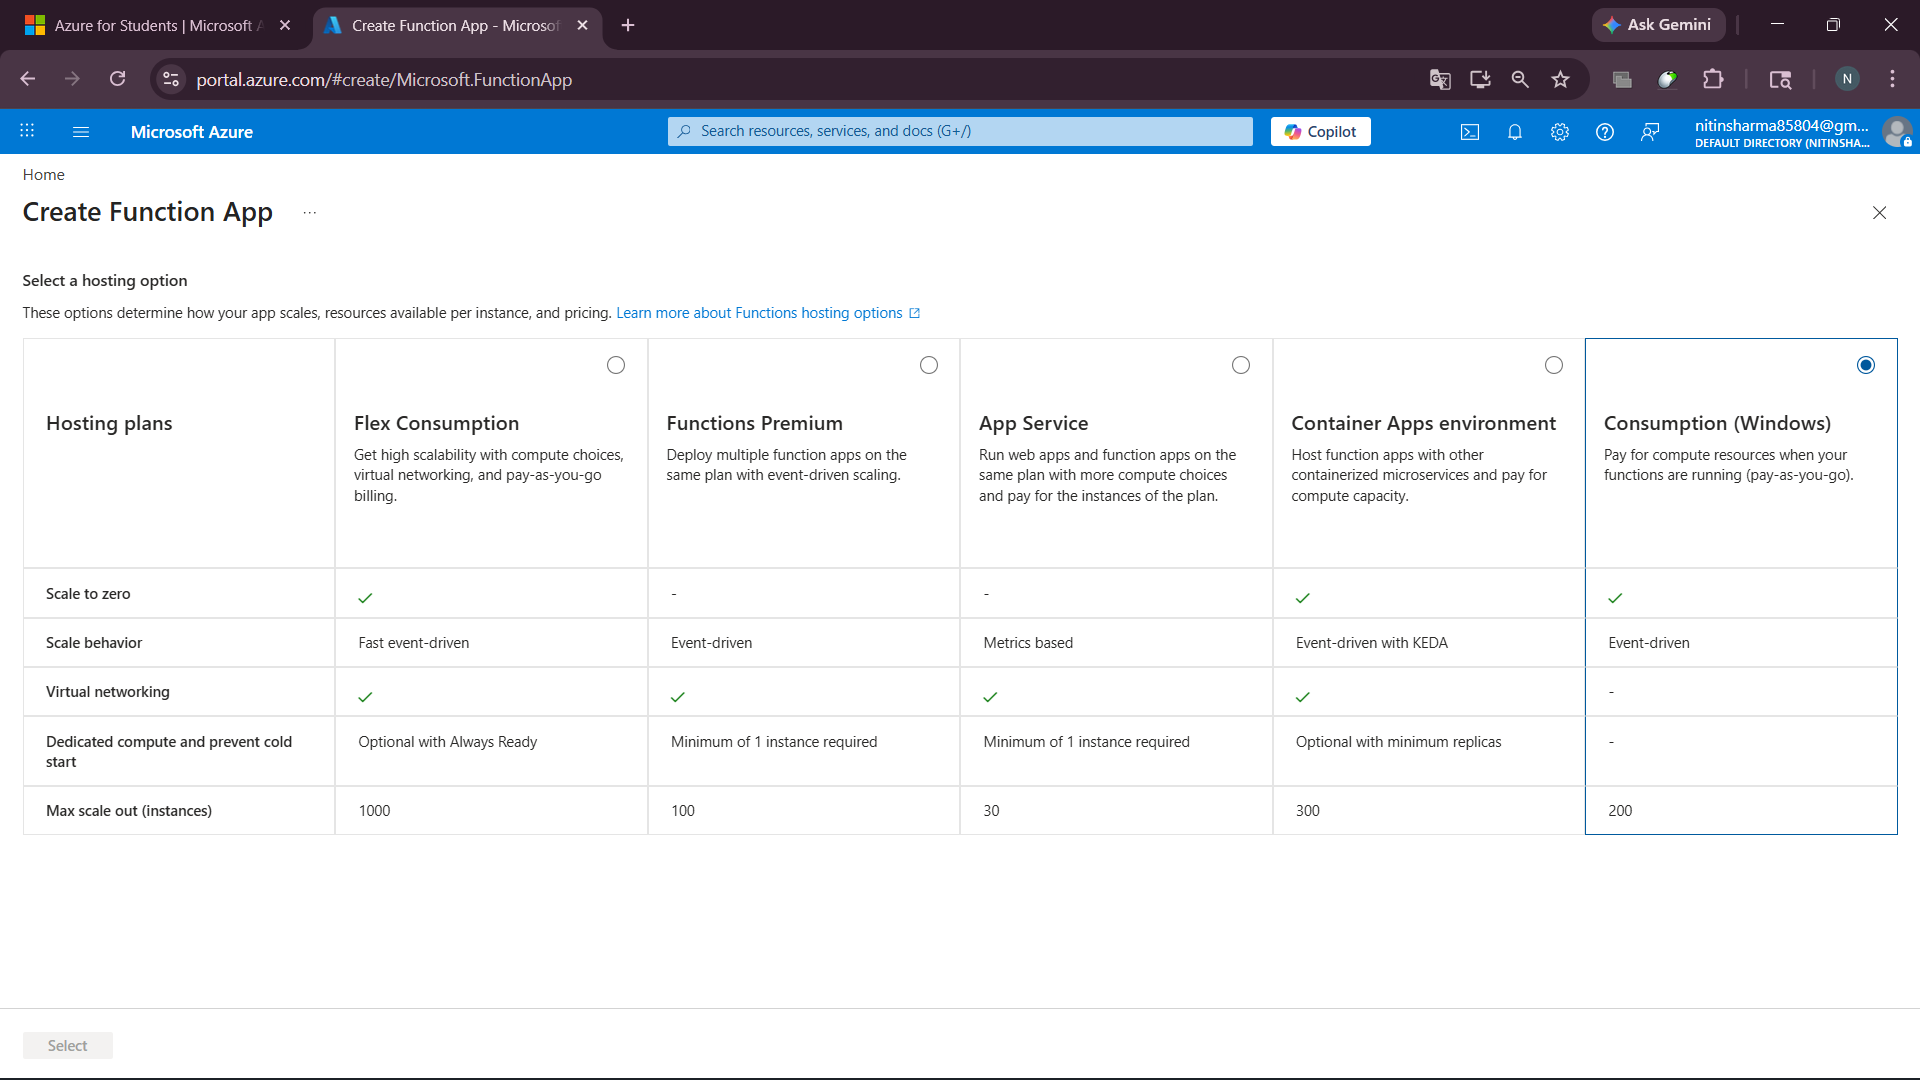 Azure for Students | Microsoft A
Create Function App - Microsof
Ask Gemini
portal.azure.com/#create/Microsoft.FunctionApp
N
Microsoft Azure
Search resources, services, and docs (G+/)
Copilot
nitinsharma85804@gm...
DEFAULT DIRECTORY (NITINSHA...
Home
Create Function App
...
Select a hosting option
These options determine how your app scales, resources available per instance, and pricing. Learn more about Functions hosting options
Hosting plans
Flex Consumption
Get high scalability with compute choices,
virtual networking, and pay-as-you-go
billing.
Functions Premium
Deploy multiple function apps on the
same plan with event-driven scaling.
App Service
Run web apps and function apps on the
same plan with more compute choices
and pay for the instances of the plan.
Container Apps environment
Host function apps with other
containerized microservices and pay for
compute capacity.
Consumption (Windows)
Pay for compute resources when your
functions are running (pay-as-you-go).
Scale to zero
-
-
Scale behavior
Fast event-driven
Event-driven
Metrics based
Event-driven with KEDA
Event-driven
Virtual networking
-
Dedicated compute and prevent cold
start
Optional with Always Ready
Minimum of 1 instance required
Minimum of 1 instance required
Optional with minimum replicas
-
Max scale out (instances)
1000
100
30
300
200
Select